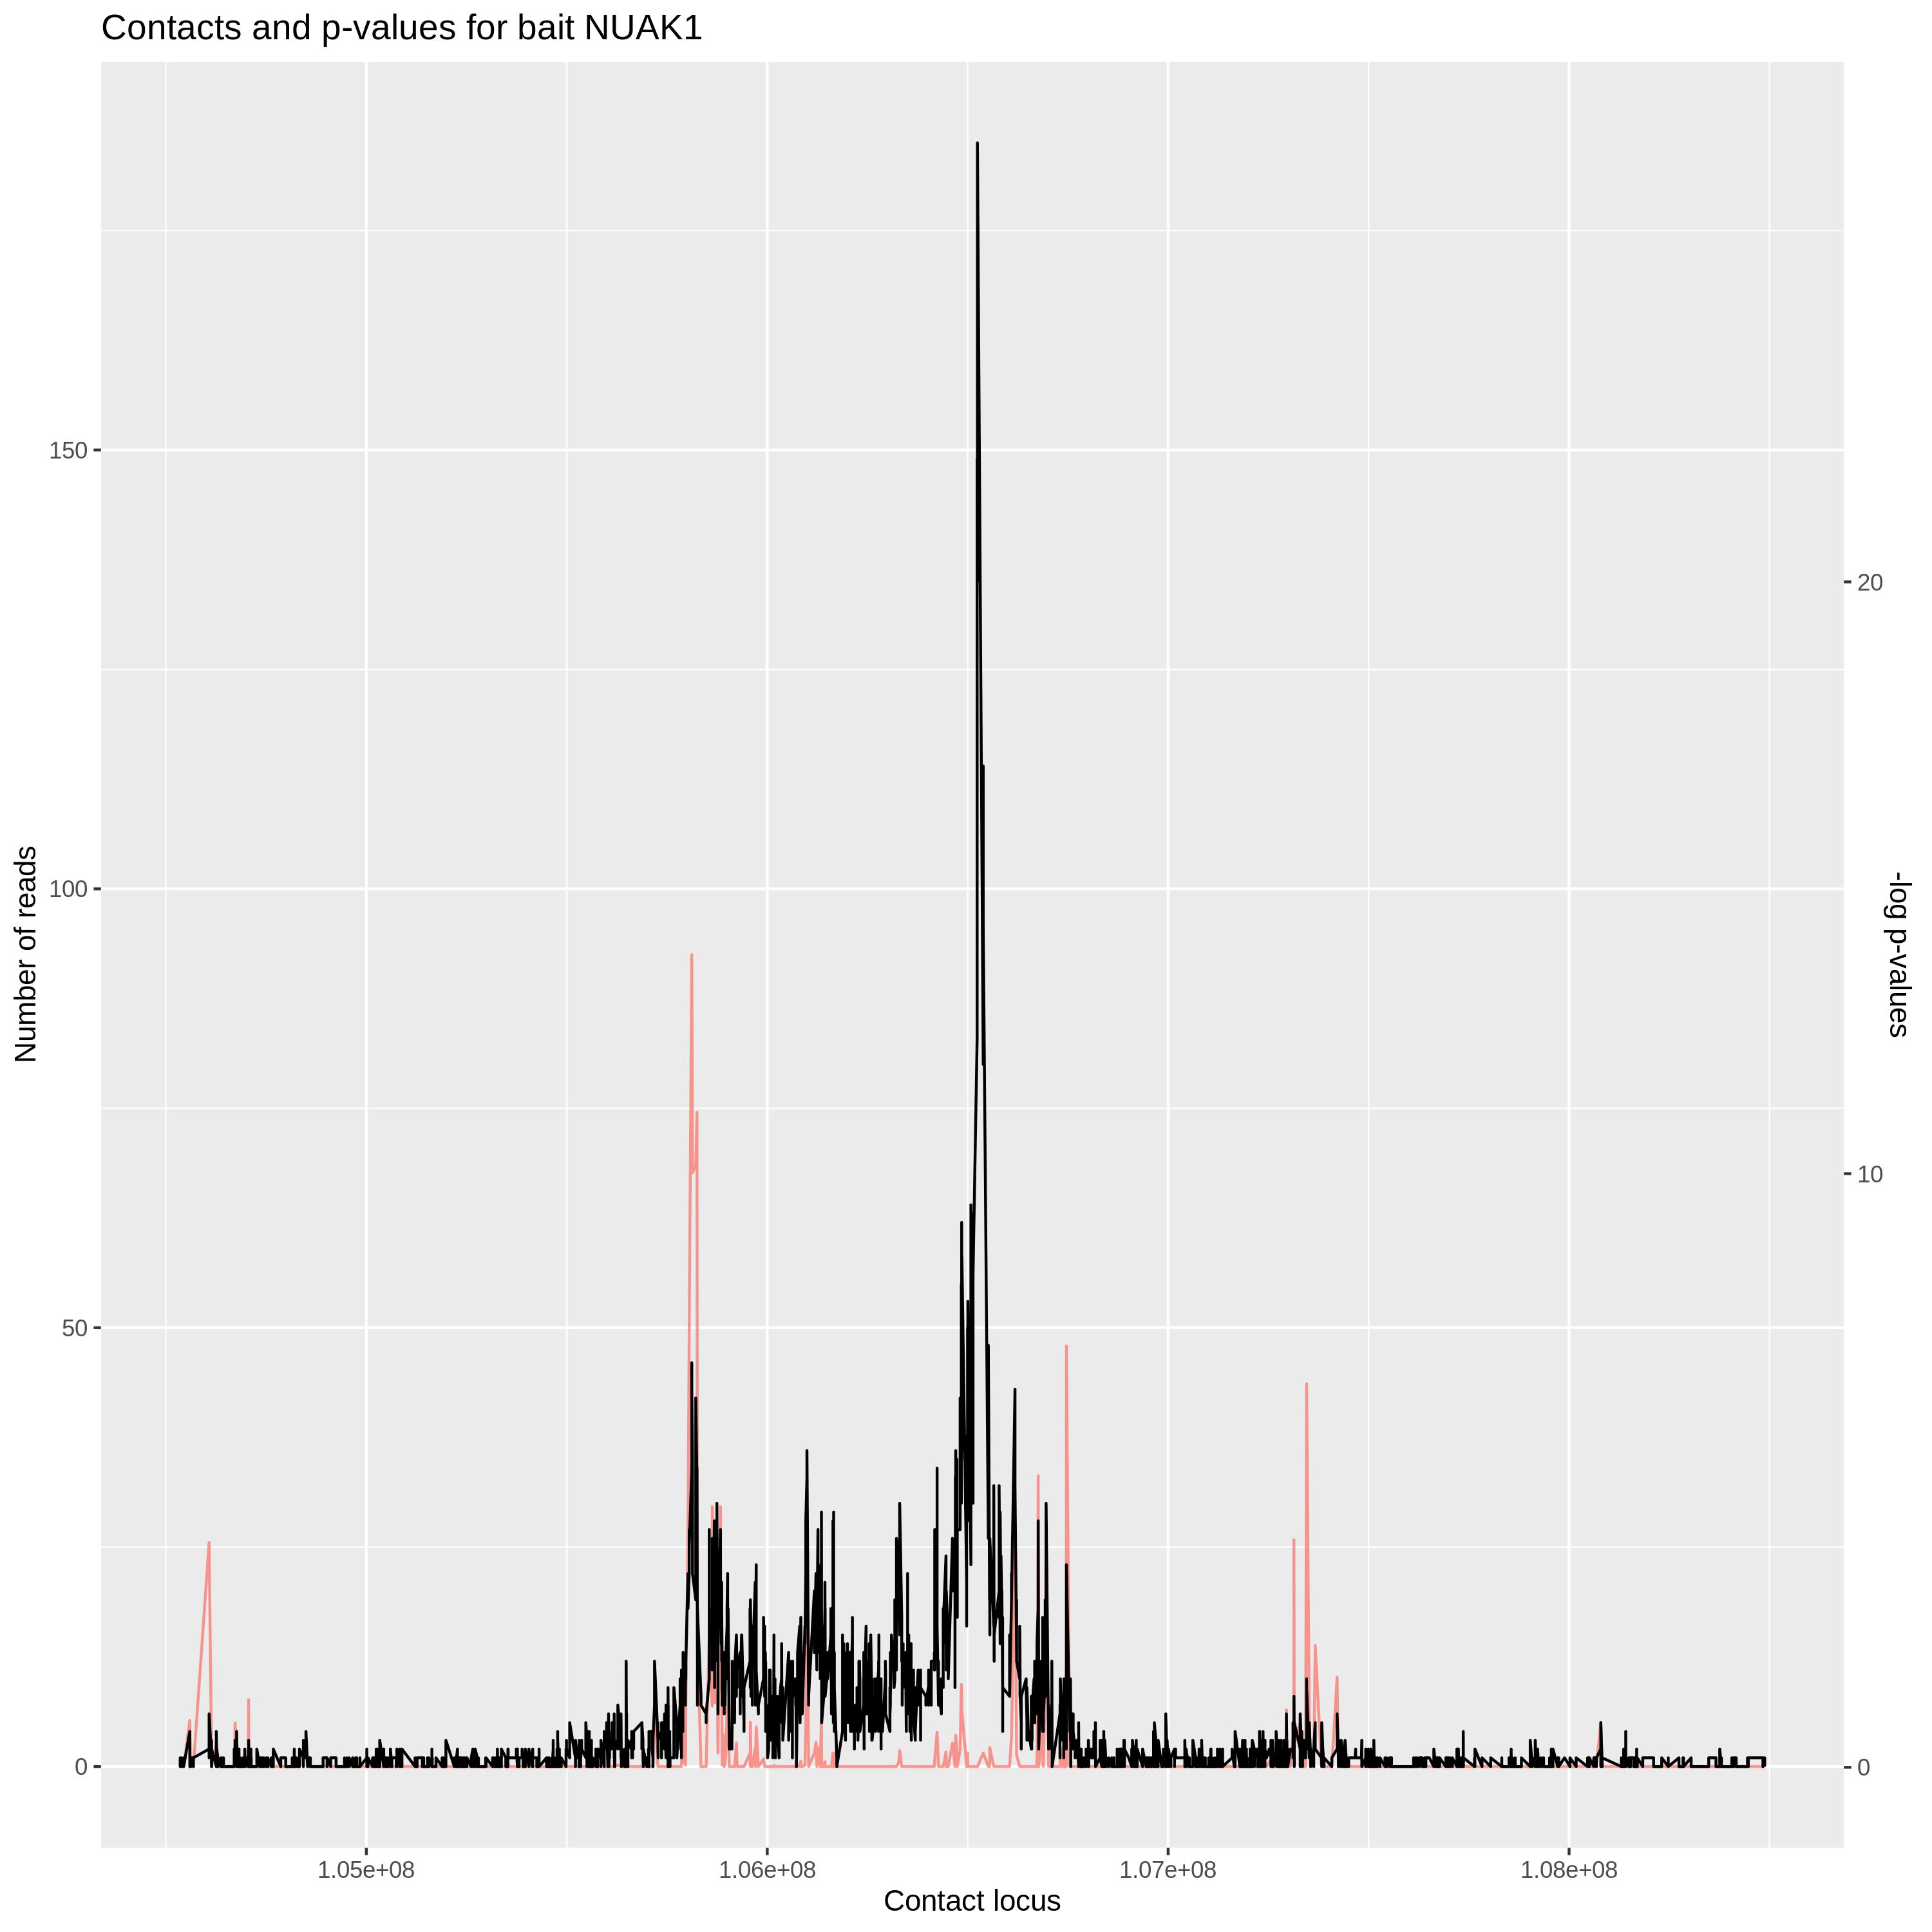 Contacts and p-values for bait NUAK1
Number of reads
150
100
50
0
20
10
0
-log p-values
1.05e+08 1.06e+08 1.07e+08 1.08e+08
Contact locus